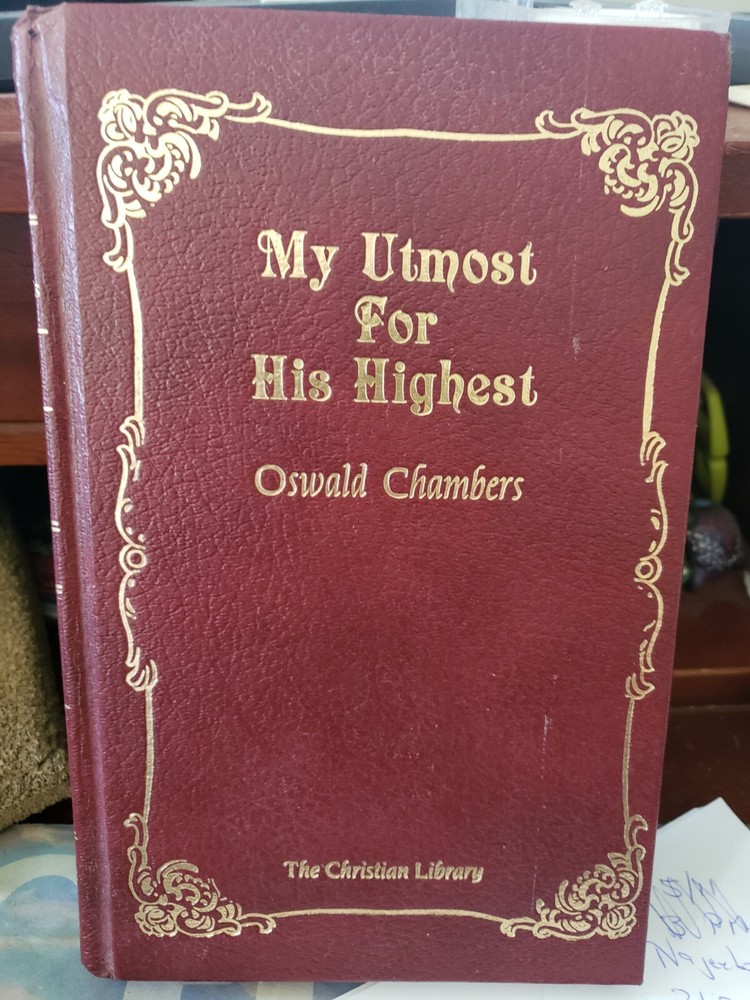 My Utmost
For
His Highest
Oswald Chambers
The Christian Library